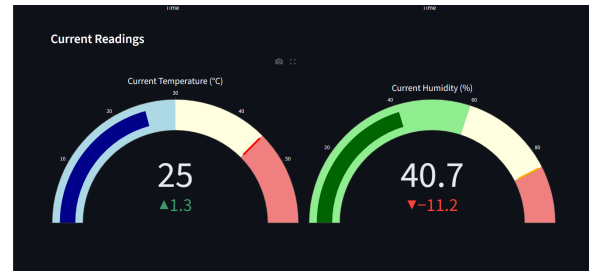 Time
Time
Current Readings
Current Temperature (°C)
10
20
30
40
50
25
▲1.3
Current Humidity (%)
20
40
60
80
40.7
▼−11.2